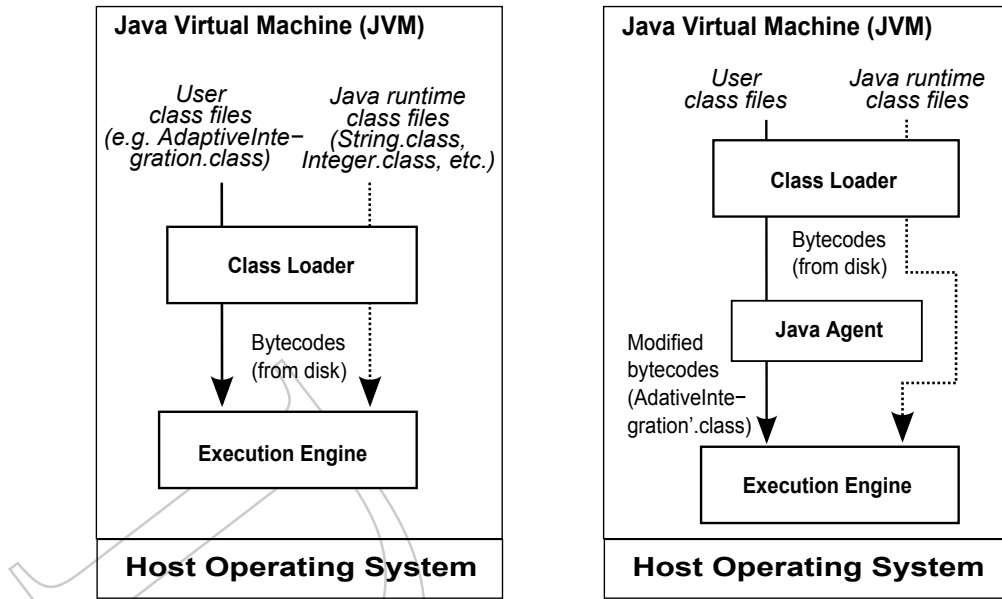 Java Virtual Machine (JVM)
User
class files
(e.g. AdaptiveInte−
gration.class)
Java runtime
class files
(String.class,
Integer.class, etc.)
Class Loader
Bytecodes
(from disk)
Execution Engine
Host Operating System
Java Virtual Machine (JVM)
User
class files
Java runtime
class files
Class Loader
Bytecodes
(from disk)
Java Agent
Modified
bytecodes
(AdativeInte−
gration’.class)
Execution Engine
Host Operating System